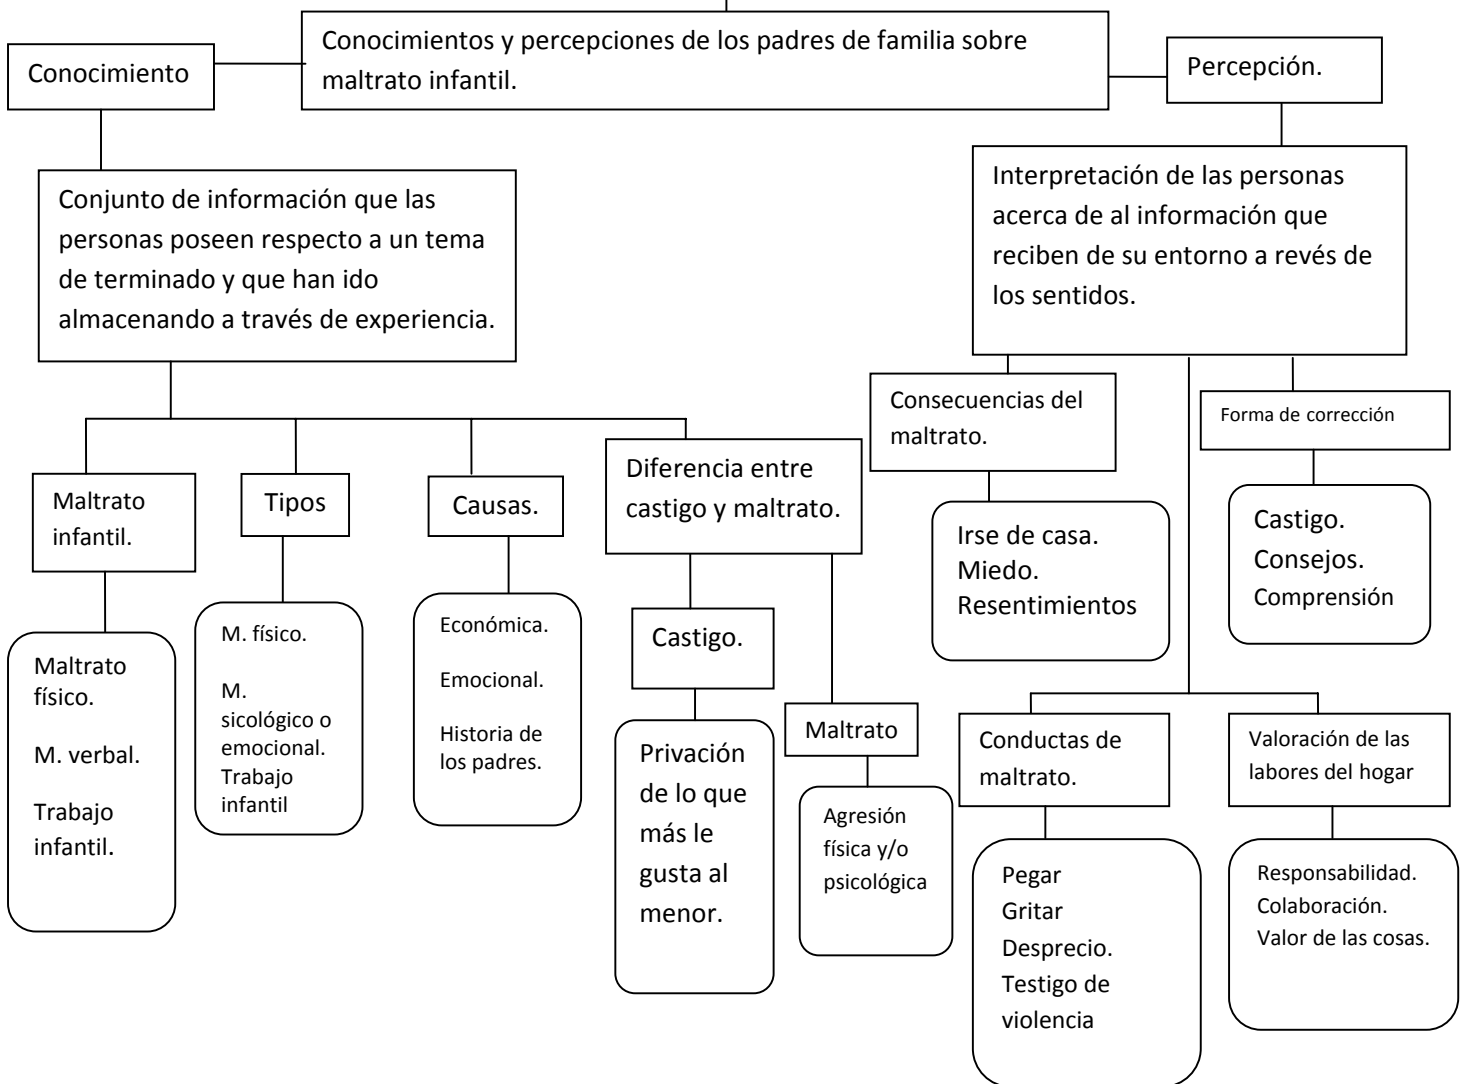 Conocimientos y percepciones de los padres de familia sobre
maltrato infantil.
Conocimiento
Percepción.
Conjunto de información que las
personas poseen respecto a un tema
de terminado y que han ido
almacenando a través de experiencia.
Interpretación de las personas
acerca de al información que
reciben de su entorno a revés de
los sentidos.
Maltrato
infantil.
Tipos
Causas.
Diferencia entre
castigo y maltrato.
Consecuencias del
maltrato.
Forma de corrección
Maltrato
físico.
M. verbal.
Trabajo
infantil.
M. físico.
M.
sicológico o
emocional.
Trabajo
infantil
Económica.
Emocional.
Historia de
los padres.
Castigo.
Privación
de lo que
más le
gusta al
menor.
Maltrato
Agresión
física y/o
psicológica
Irse de casa.
Miedo.
Resentimientos
Castigo.
Consejos.
Comprensión
Conductas de
maltrato.
Pegar
Gritar
Desprecio.
Testigo de
violencia
Valoración de las
labores del hogar
Responsabilidad.
Colaboración.
Valor de las cosas.